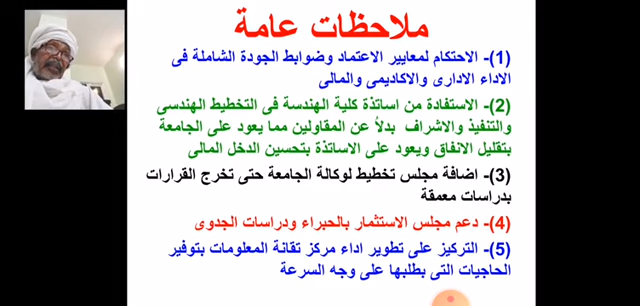 ملاحظات عامة
(1)- الاحتكام لمعايير الاعتماد وضوابط الجودة الشاملة فى
الاداء الادارى والاكاديمى والمالى
(2)- الاستفادة من اساتذة كلية الهندسة فى التخطيط الهندسى
والتنفيذ والاشراف بدلاً عن المقاولين مما يعود على الجامعة
بتقليل الانفاق ويعود على الاساتذة بتحسين الدخل المالى
(3)- اضافة مجلس تخطيط لوكالة الجامعة حتى تخرج القرارات
بدراسات معمقة
(4)- دعم مجلس الاستثمار بالحبراء ودراسات الجدوى
(5)- التركيز على تطوير اداء مركز تقانة المعلومات بتوفير
الحاجيات التى بطلبها على وجه السرعة